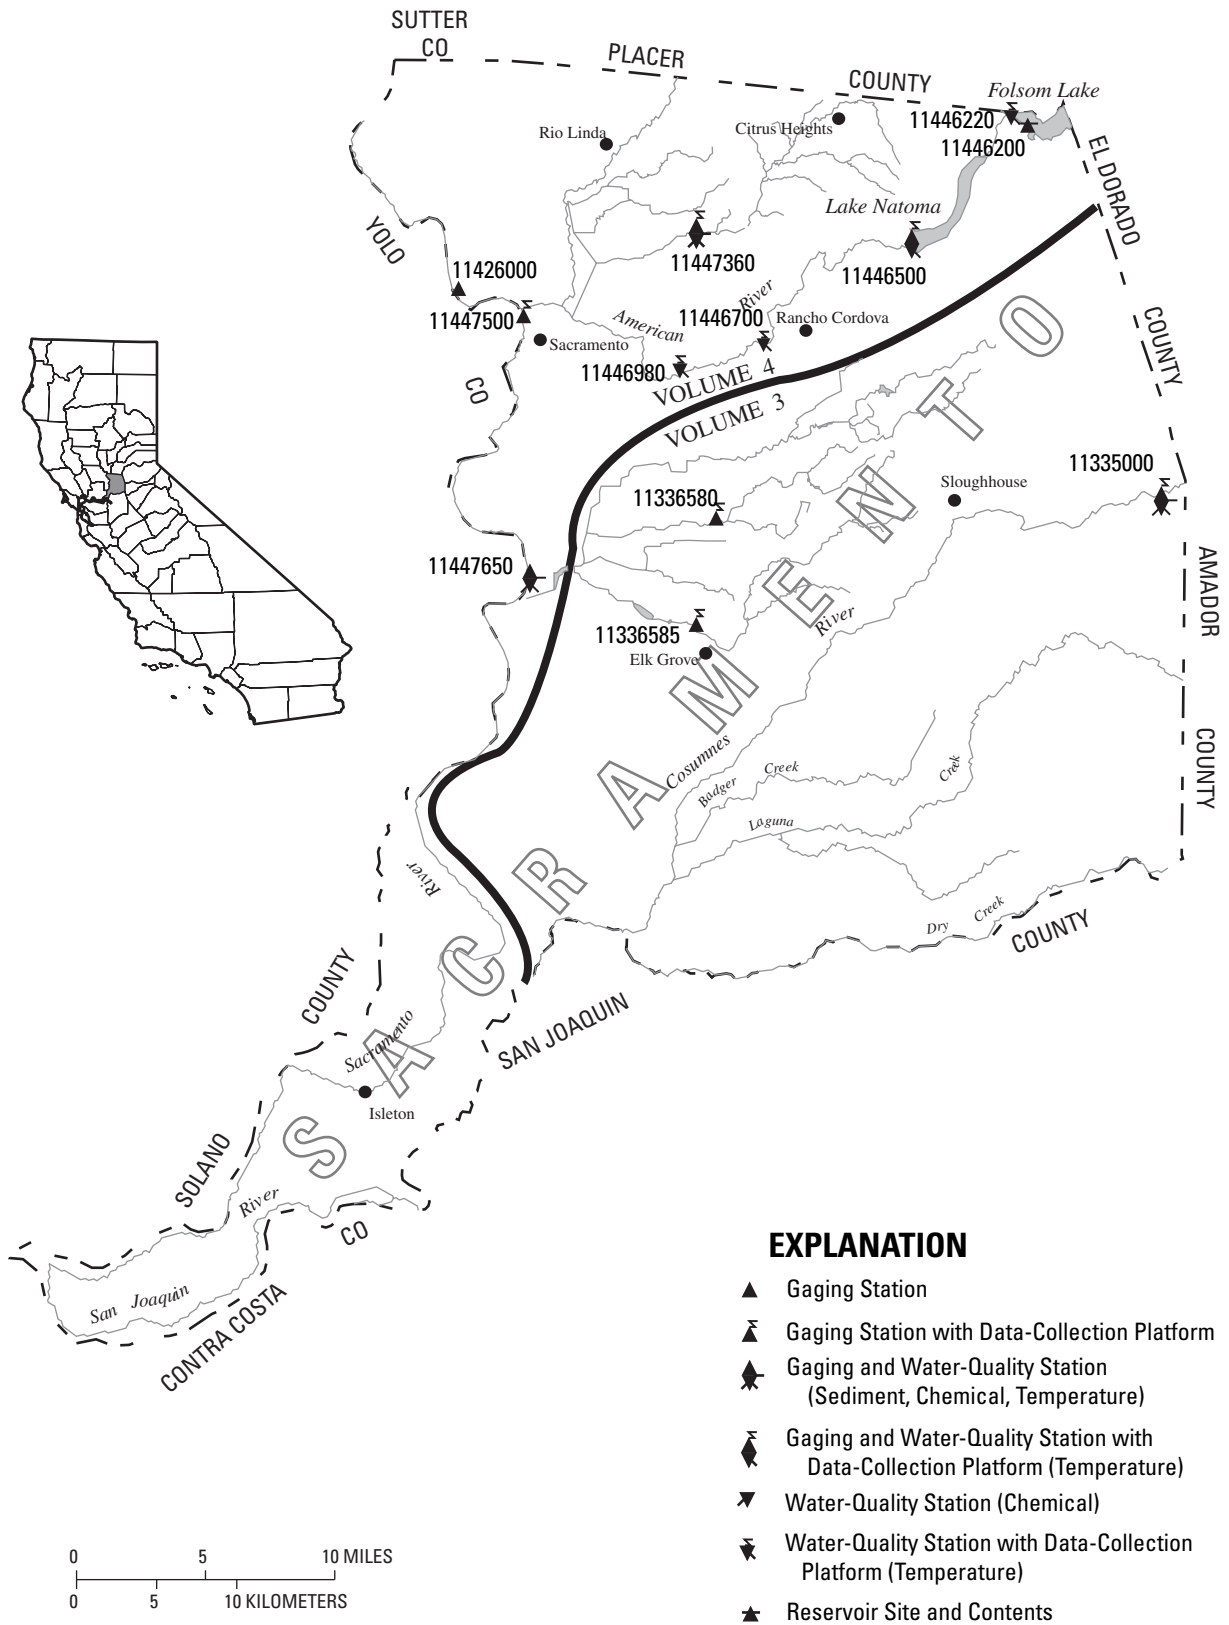 SUTTER
CO
PLACER
COUNTY
Folsom Lake
11446220
11446200
Rio Linda
Citrus Heights
EL DORADO
Lake Natoma
YOLO
11447360
11446500
11426000
11447500
American
River
11446700
Rancho Cordova
Sacramento
11446980
COUNTY
CO
VOLUME 4
VOLUME 3
11335000
Sloughhouse
11336580
11447650
AMADOR
River
11336585
Elk Grove
COUNTY
Cosumnes
Badger
Creek
Creek
Laguna
River
Dry
Creek
COUNTY
COUNTY
SAN JOAQUIN
SACRAMENTO
Sacramento
Isleton
SOLANO
River
CO
San Joaquin
CONTRA COSTA
EXPLANATION
Gaging Station
Gaging Station with Data-Collection Platform
Gaging and Water-Quality Station
(Sediment, Chemical, Temperature)
Gaging and Water-Quality Station with
Data-Collection Platform (Temperature)
Water-Quality Station (Chemical)
Water-Quality Station with Data-Collection
Platform (Temperature)
Reservoir Site and Contents
0 5 10 MILES
0 5 10 KILOMETERS